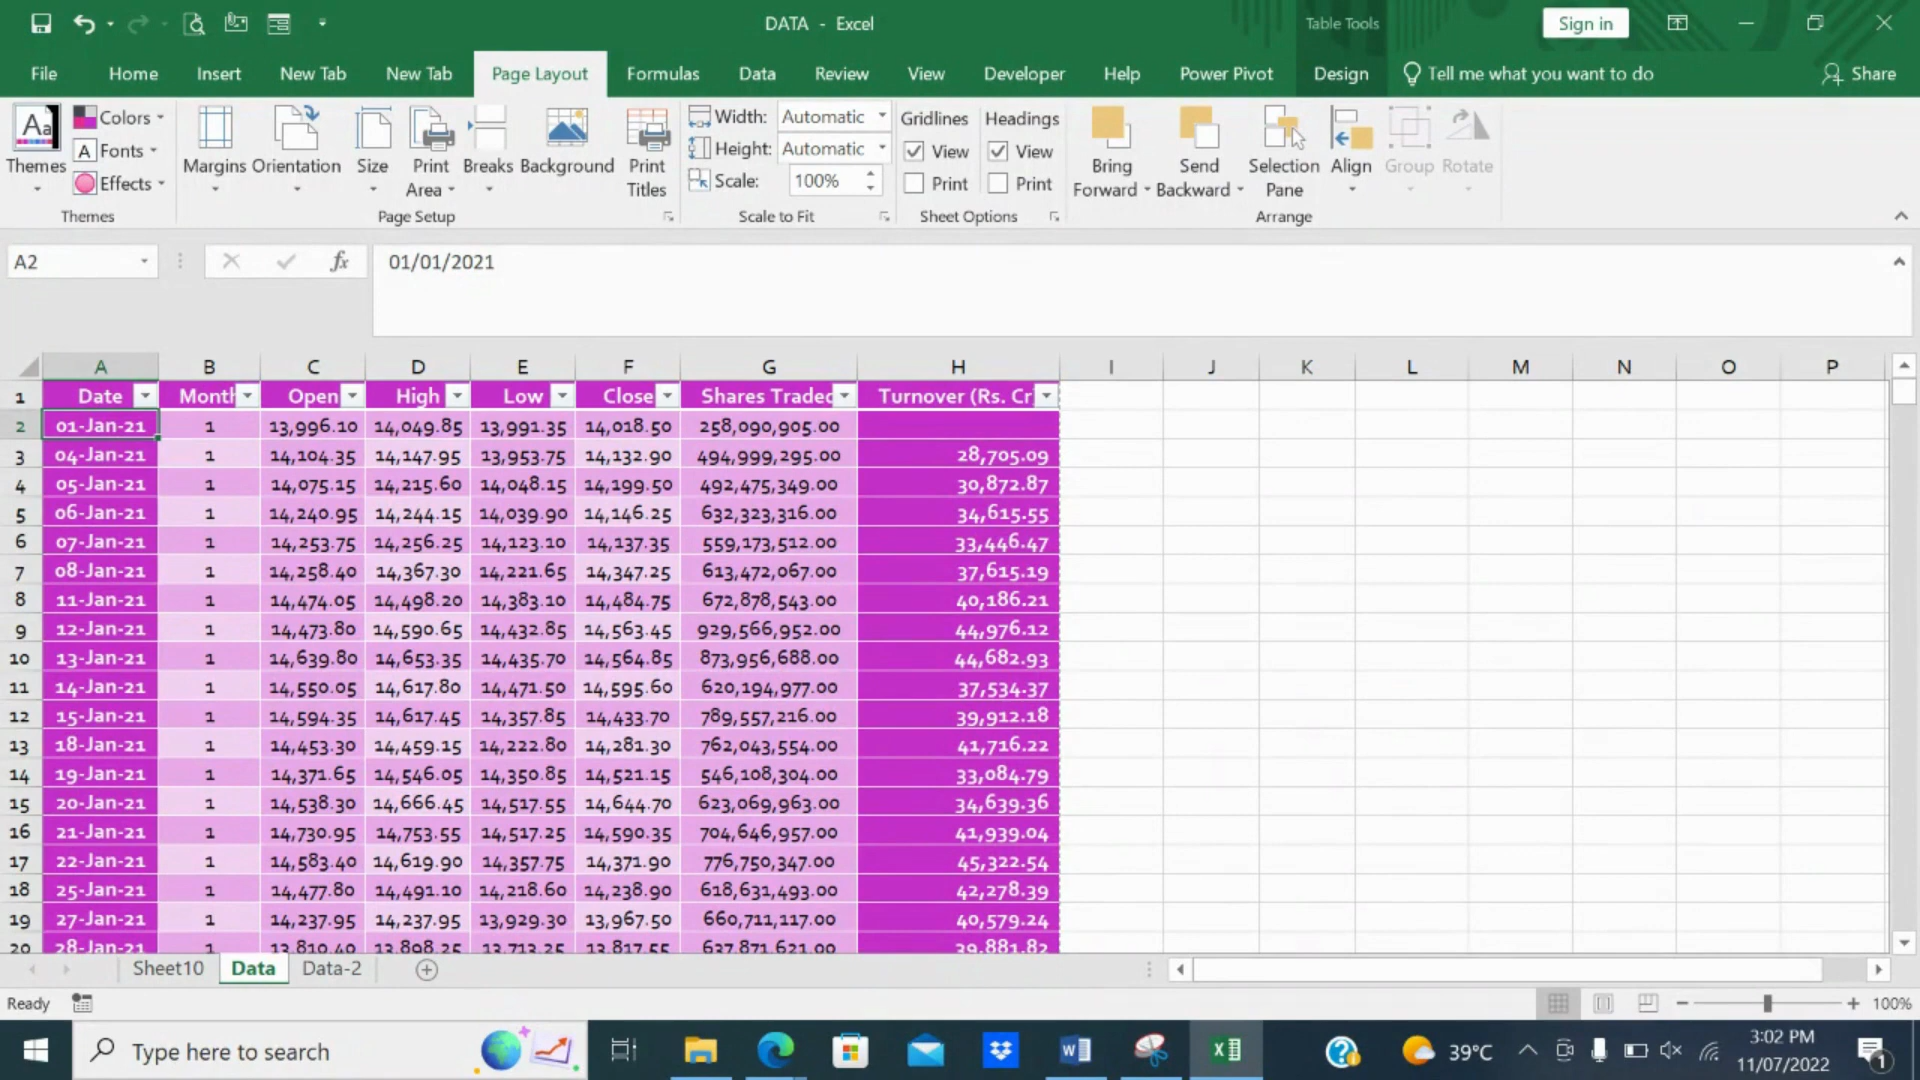 DATA - Excel
Table Tools
Sign in
File Home Insert New Tab New Tab Page Layout Formulas Data Review View Developer Help Power Pivot Design Tell me what you want to do Share
Aa Themes
Colors
A Fonts
Effects
Themes
Margins Orientation Size Print Area Breaks Background Print Titles
Page Setup
Width: Automatic
Height: Automatic
Scale: 100%
Scale to Fit
Gridlines Headings
View View
Print Print
Sheet Options
Bring Forward Send Backward Selection Pane Align Group Rotate
Arrange
A2 fx 01/01/2021
A B C D E F G H I J K L M N O P
1 Date Month Open High Low Close Shares Traded Turnover (Rs. Cr
2 01-Jan-21 1 13,996.10 14,049.85 13,991.35 14,018.50 258,090,905.00
3 04-Jan-21 1 14,104.35 14,147.95 13,953.75 14,132.90 494,999,295.00 28,705.09
4 05-Jan-21 1 14,075.15 14,215.60 14,048.15 14,199.50 492,475,349.00 30,872.87
5 06-Jan-21 1 14,240.95 14,244.15 14,039.90 14,146.25 632,323,316.00 34,615.55
6 07-Jan-21 1 14,253.75 14,256.25 14,123.10 14,137.35 559,173,512.00 33,446.47
7 08-Jan-21 1 14,258.40 14,367.30 14,221.65 14,347.25 613,472,067.00 37,615.19
8 11-Jan-21 1 14,474.05 14,498.20 14,383.10 14,484.75 672,878,543.00 40,186.21
9 12-Jan-21 1 14,473.80 14,590.65 14,432.85 14,563.45 929,566,952.00 44,976.12
10 13-Jan-21 1 14,639.80 14,653.35 14,435.70 14,564.85 873,956,688.00 44,682.93
11 14-Jan-21 1 14,550.05 14,617.80 14,471.50 14,595.60 620,194,977.00 37,534.37
12 15-Jan-21 1 14,594.35 14,617.45 14,357.85 14,433.70 789,557,216.00 39,912.18
13 18-Jan-21 1 14,453.30 14,459.15 14,222.80 14,281.30 762,043,554.00 41,716.22
14 19-Jan-21 1 14,371.65 14,546.05 14,350.85 14,521.15 546,108,304.00 33,084.79
15 20-Jan-21 1 14,538.30 14,666.45 14,517.55 14,644.70 623,069,963.00 34,639.36
16 21-Jan-21 1 14,730.95 14,753.55 14,517.25 14,590.35 704,646,957.00 41,939.04
17 22-Jan-21 1 14,583.40 14,619.90 14,357.75 14,371.90 776,750,347.00 45,322.54
18 25-Jan-21 1 14,477.80 14,491.10 14,218.60 14,238.90 618,631,493.00 42,278.39
19 27-Jan-21 1 14,237.95 14,237.95 13,929.30 13,967.50 660,711,117.00 40,579.24
20 28-Jan-21 1 13,810.40 13,898.25 13,713.25 13,817.55 637,871,621.00 39,881.82
Sheet10 Data Data-2
Ready 100%
Type here to search
39°C
3:02 PM
11/07/2022
1